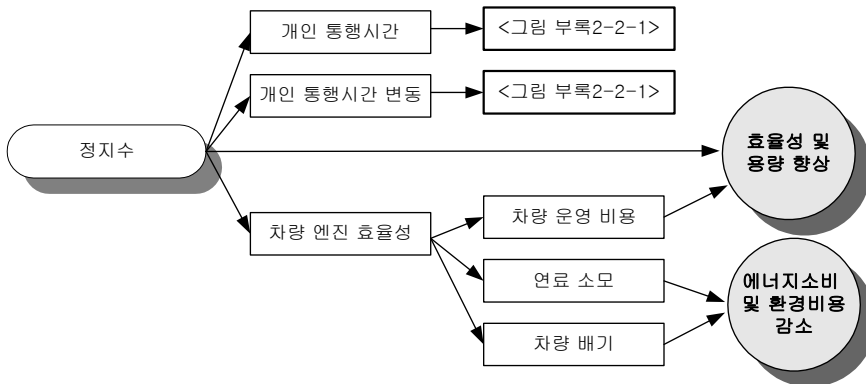 개인 통행시간
<그림 부록2-2-1>
개인 통행시간 변동
<그림 부록2-2-1>
정지수
효율성 및
용량 향상
차량 엔진 효율성
차량 운영 비용
연료 소모
차량 배기
에너지소비
및 환경비용
감소